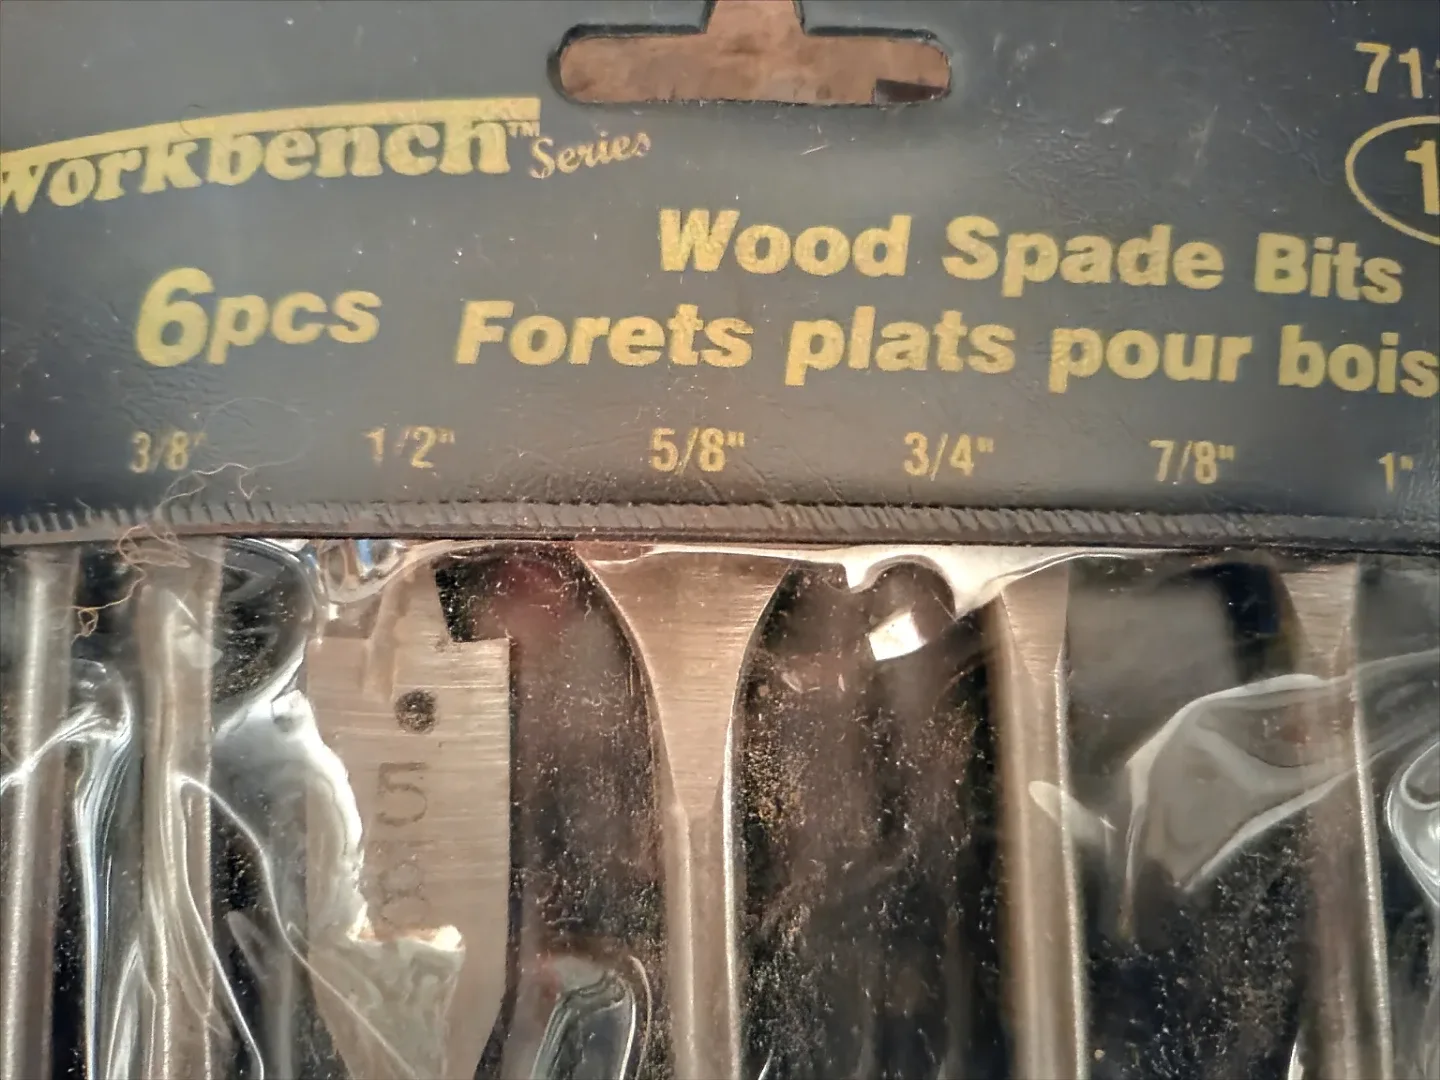 Workbench™ Series
Wood Spade Bits
6pcs Forets plats pour bois
3/8" 1/2" 5/8" 3/4" 7/8" 1"